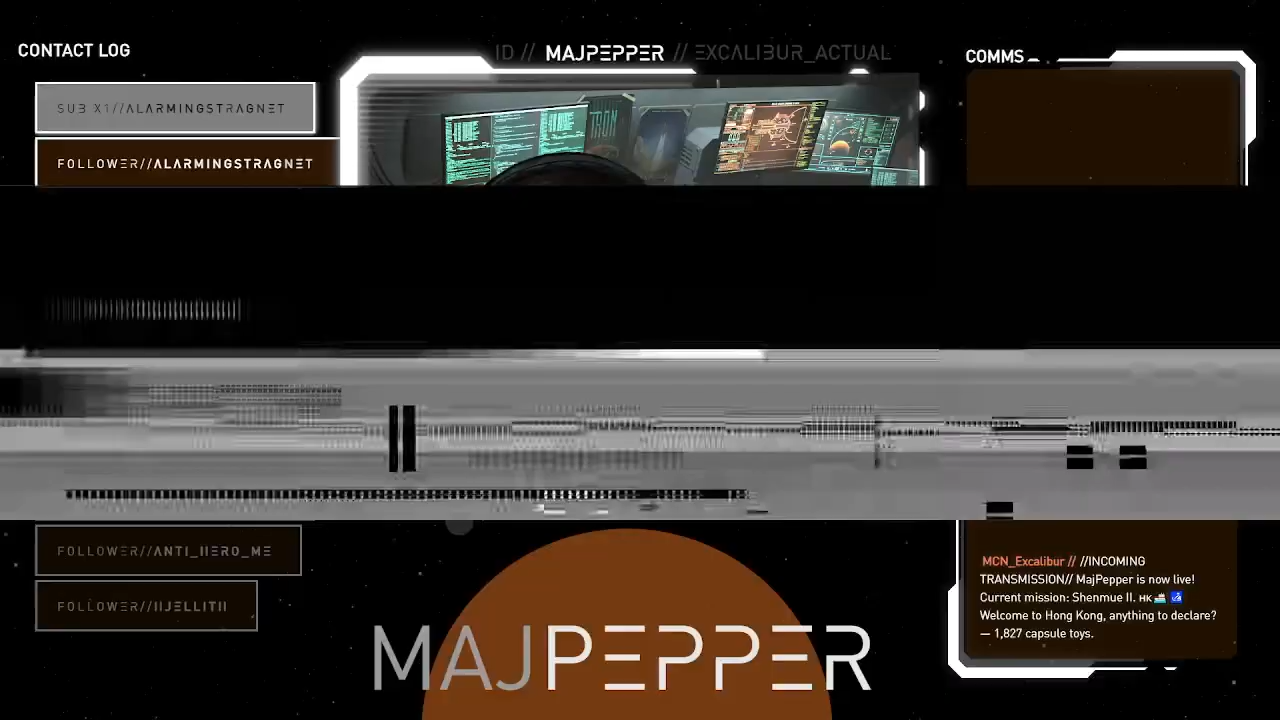 CONTACT LOG
ID // MAJPEPPER // EXCALIBUR_ACTUAL
COMMS
SUB X1//ALARMINGSTRAGNET
FOLLOWER//ALARMINGSTRAGNET
TRON
FOLLOWER//ANTI_HERO_ME
FOLLOWER//HJELLITH
MCN_Excalibur // //INCOMING
TRANSMISSION// MajPepper is now live!
Current mission: Shenmue II. HK🚢 🛃
Welcome to Hong Kong, anything to declare?
— 1,827 capsule toys.
MAJPEPPER